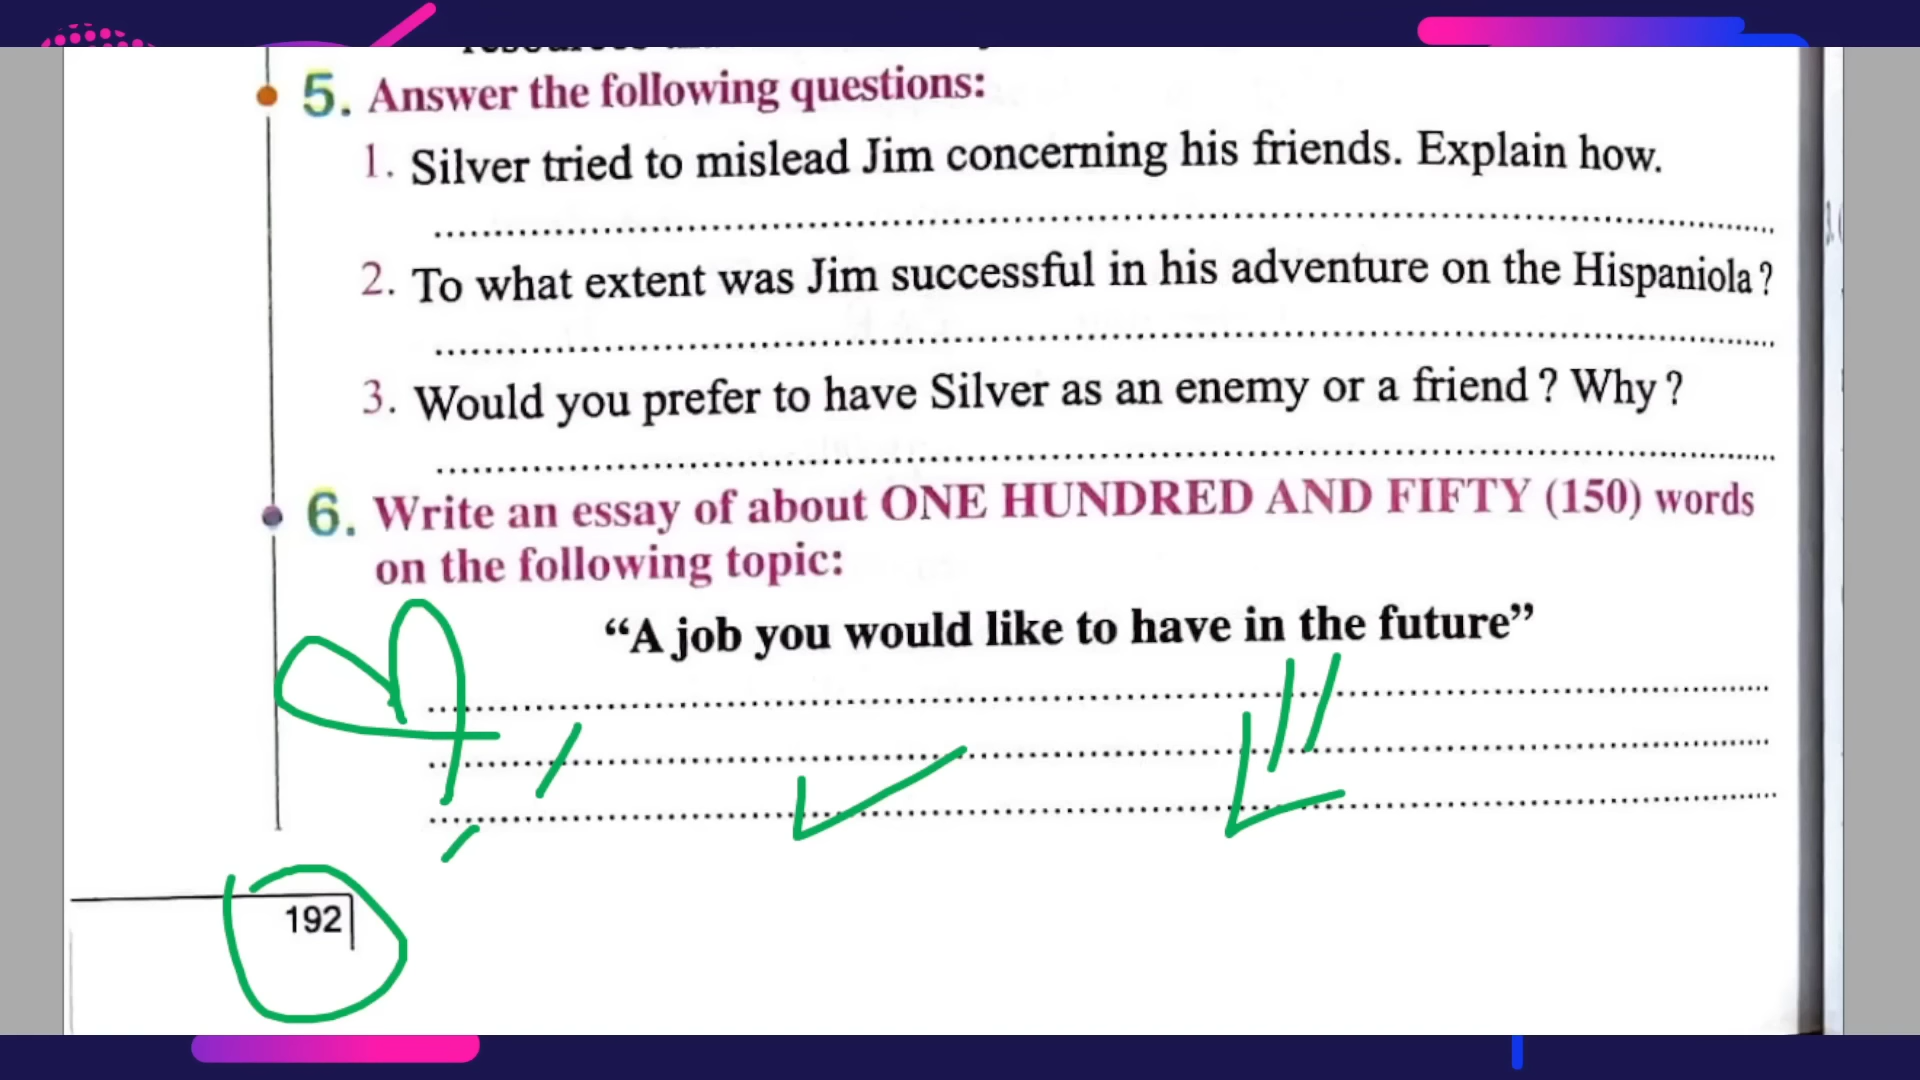 5. Answer the following questions:
1. Silver tried to mislead Jim concerning his friends. Explain how.
2. To what extent was Jim successful in his adventure on the Hispaniola ?
3. Would you prefer to have Silver as an enemy or a friend ? Why ?
6. Write an essay of about ONE HUNDRED AND FIFTY (150) words
on the following topic:
“A job you would like to have in the future”
192